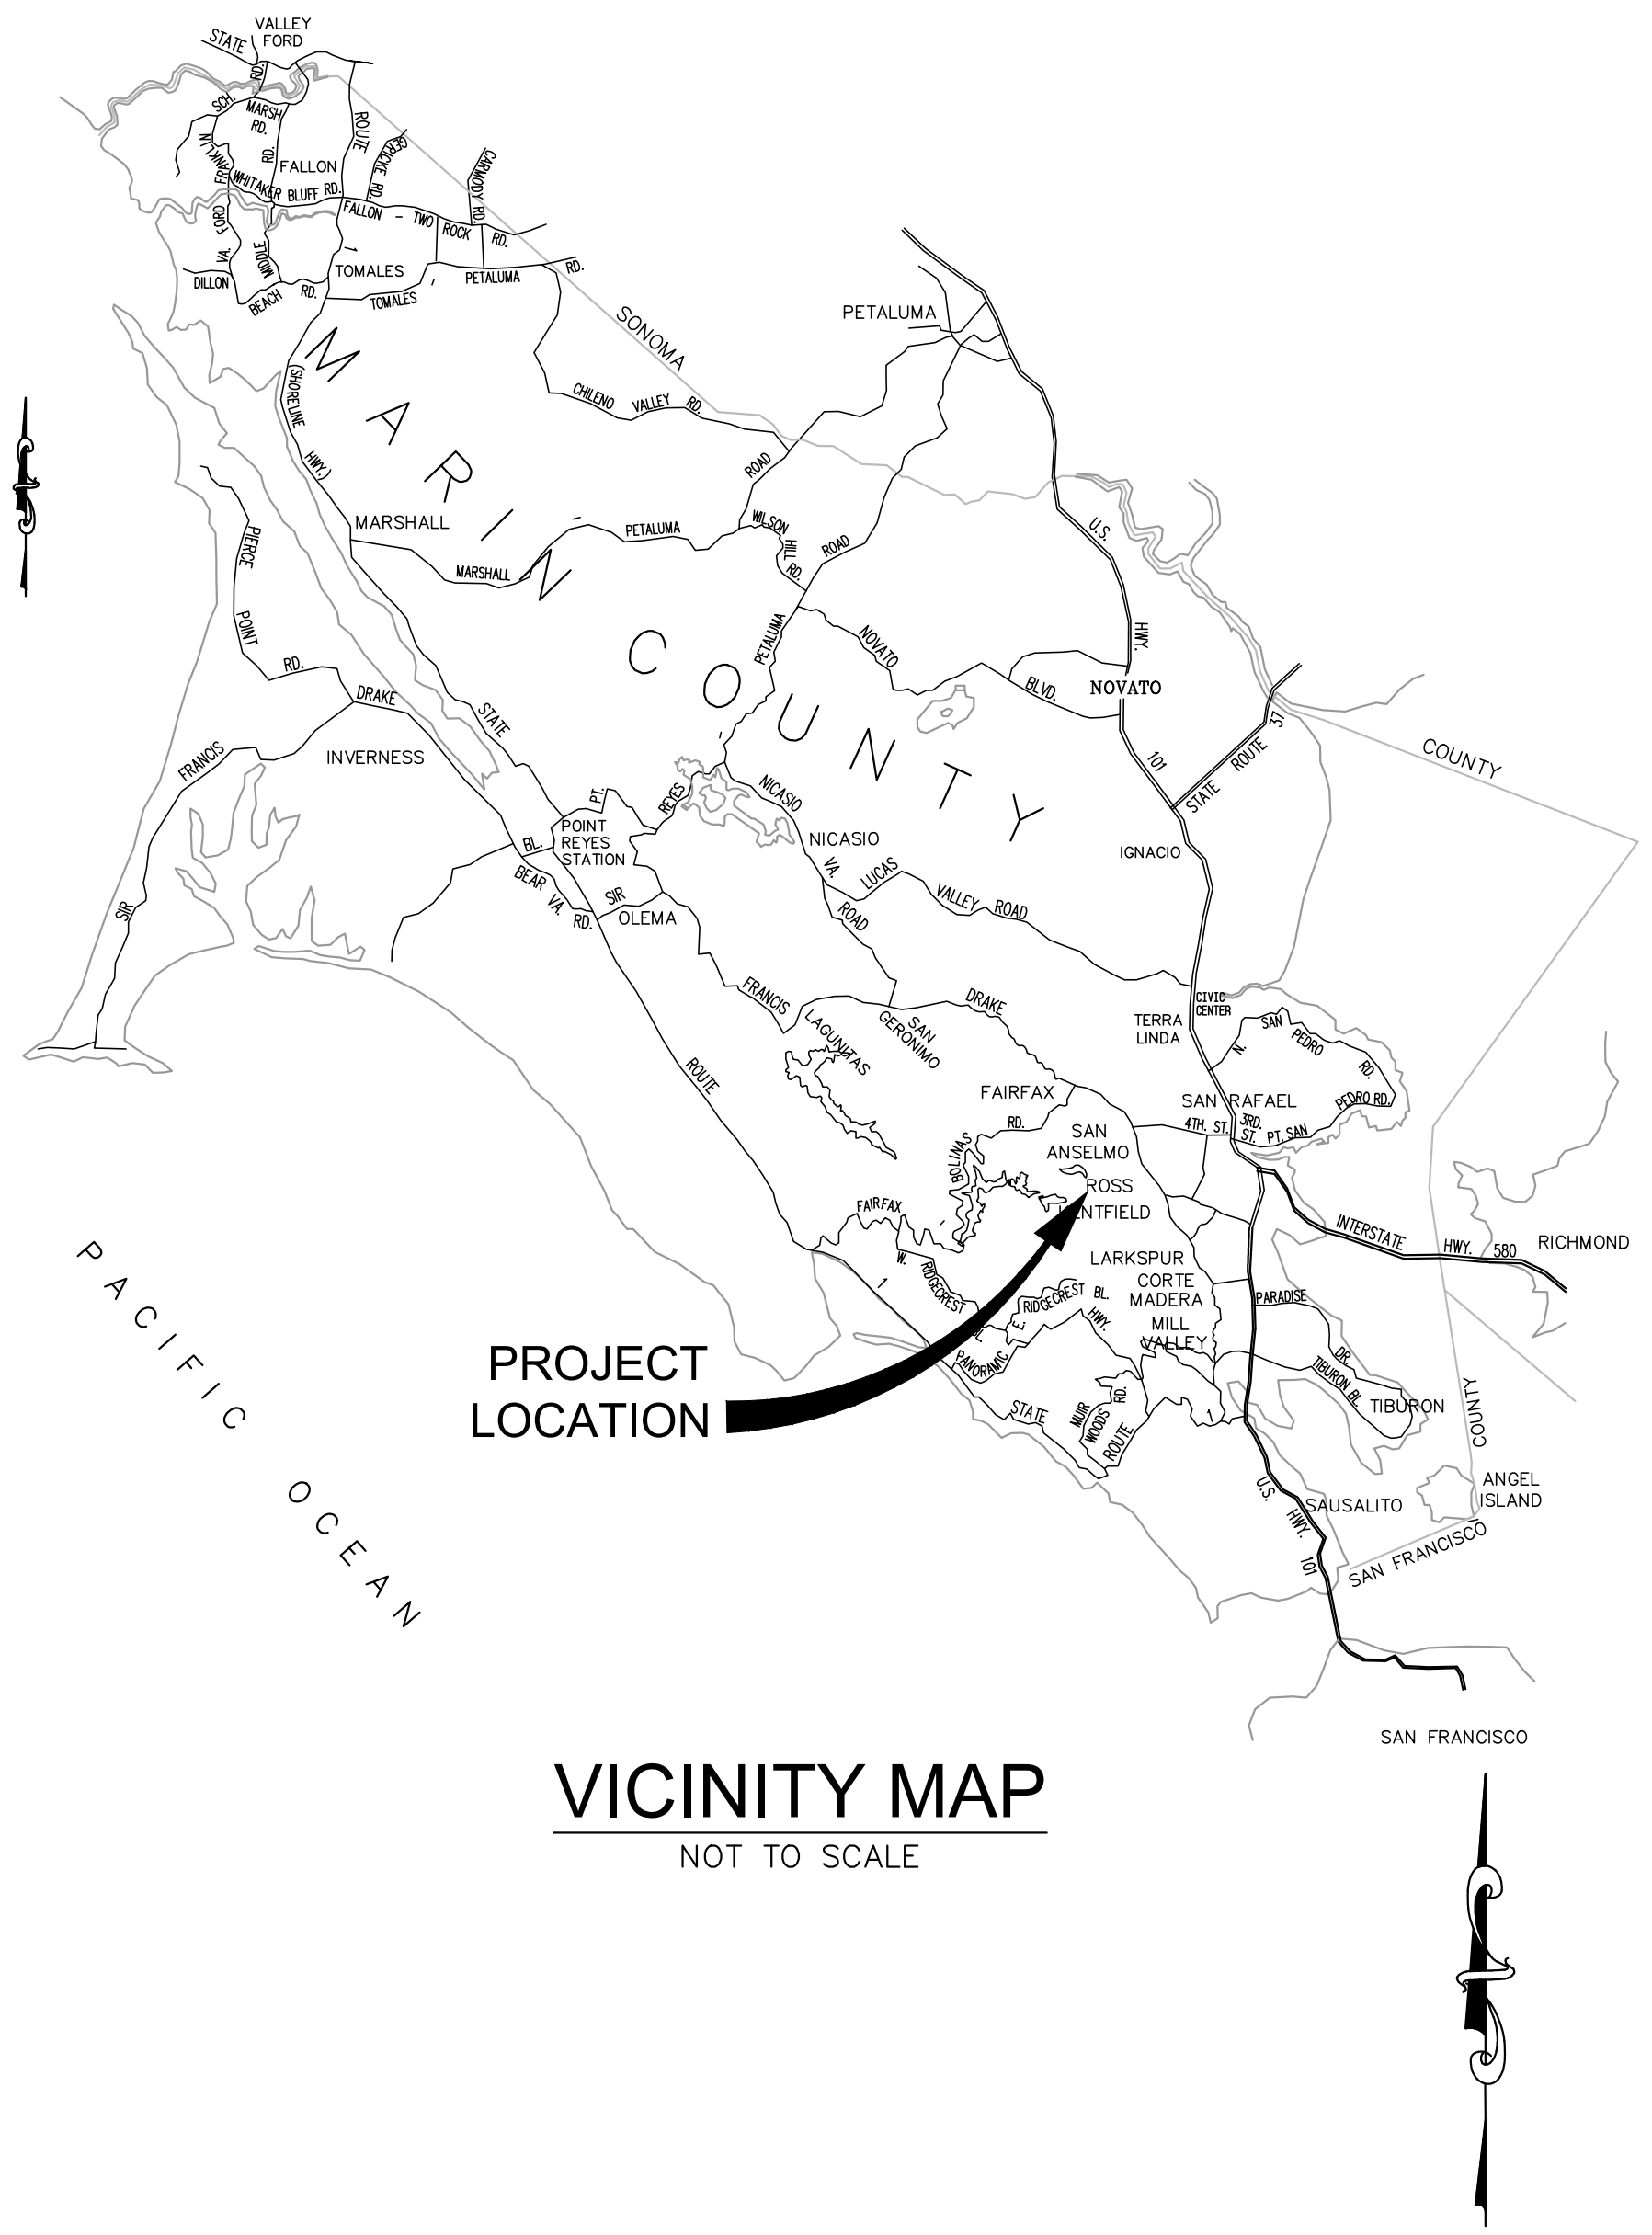 VALLEY
FORD
STATE
RD.
SCH.
MARSH
RD.
RD.
FRANKLIN
FALLON
ROUTE
GERICKE RD.
CARMODY RD.
WHITAKER BLUFF RD.
FALLON - TWO ROCK RD.
VA. FORD
MIDDLE
1
DILLON
BEACH RD.
TOMALES
TOMALES - PETALUMA RD.
SONOMA
PETALUMA
MARIN COUNTY
(SHORELINE HWY.)
CHILENO VALLEY RD.
ROAD
MARSHALL
MARSHALL - PETALUMA
WILSON HILL RD.
ROAD
U.S.
HWY.
101
PIERCE POINT RD.
PETALUMA
NOVATO BLVD.
NOVATO
DRAKE
FRANCIS
SIR
INVERNESS
STATE
-
STATE ROUTE 37
COUNTY
PT.
REYES
NICASIO
NICASIO
VA.
ROAD
POINT
REYES
STATION
BL.
BEAR VA. RD.
SIR
OLEMA
LUCAS VALLEY ROAD
IGNACIO
FRANCIS
DRAKE
LAGUNITAS
SAN
GERONIMO
CIVIC
CENTER
TERRA
LINDA
N. SAN PEDRO RD.
ROUTE
FAIRFAX
SAN RAFAEL
PEDRO RD.
4TH. ST.
3RD.
ST.
PT. SAN
RD.
BOLINAS
SAN
ANSELMO
ROSS
KENTFIELD
FAIRFAX
-
INTERSTATE HWY. 580
RICHMOND
LARKSPUR
CORTE
MADERA
W. RIDGECREST BL.
E. RIDGECREST BL.
1
PARADISE DR.
MILL
VALLEY
HWY.
PANORAMIC
TIBURON BL.
TIBURON
PROJECT
LOCATION
STATE
MUIR
WOODS
RD.
ROUTE
1
COUNTY
PACIFIC OCEAN
U.S. HWY. 101
SAUSALITO
ANGEL
ISLAND
SAN FRANCISCO
SAN FRANCISCO
VICINITY MAP
NOT TO SCALE